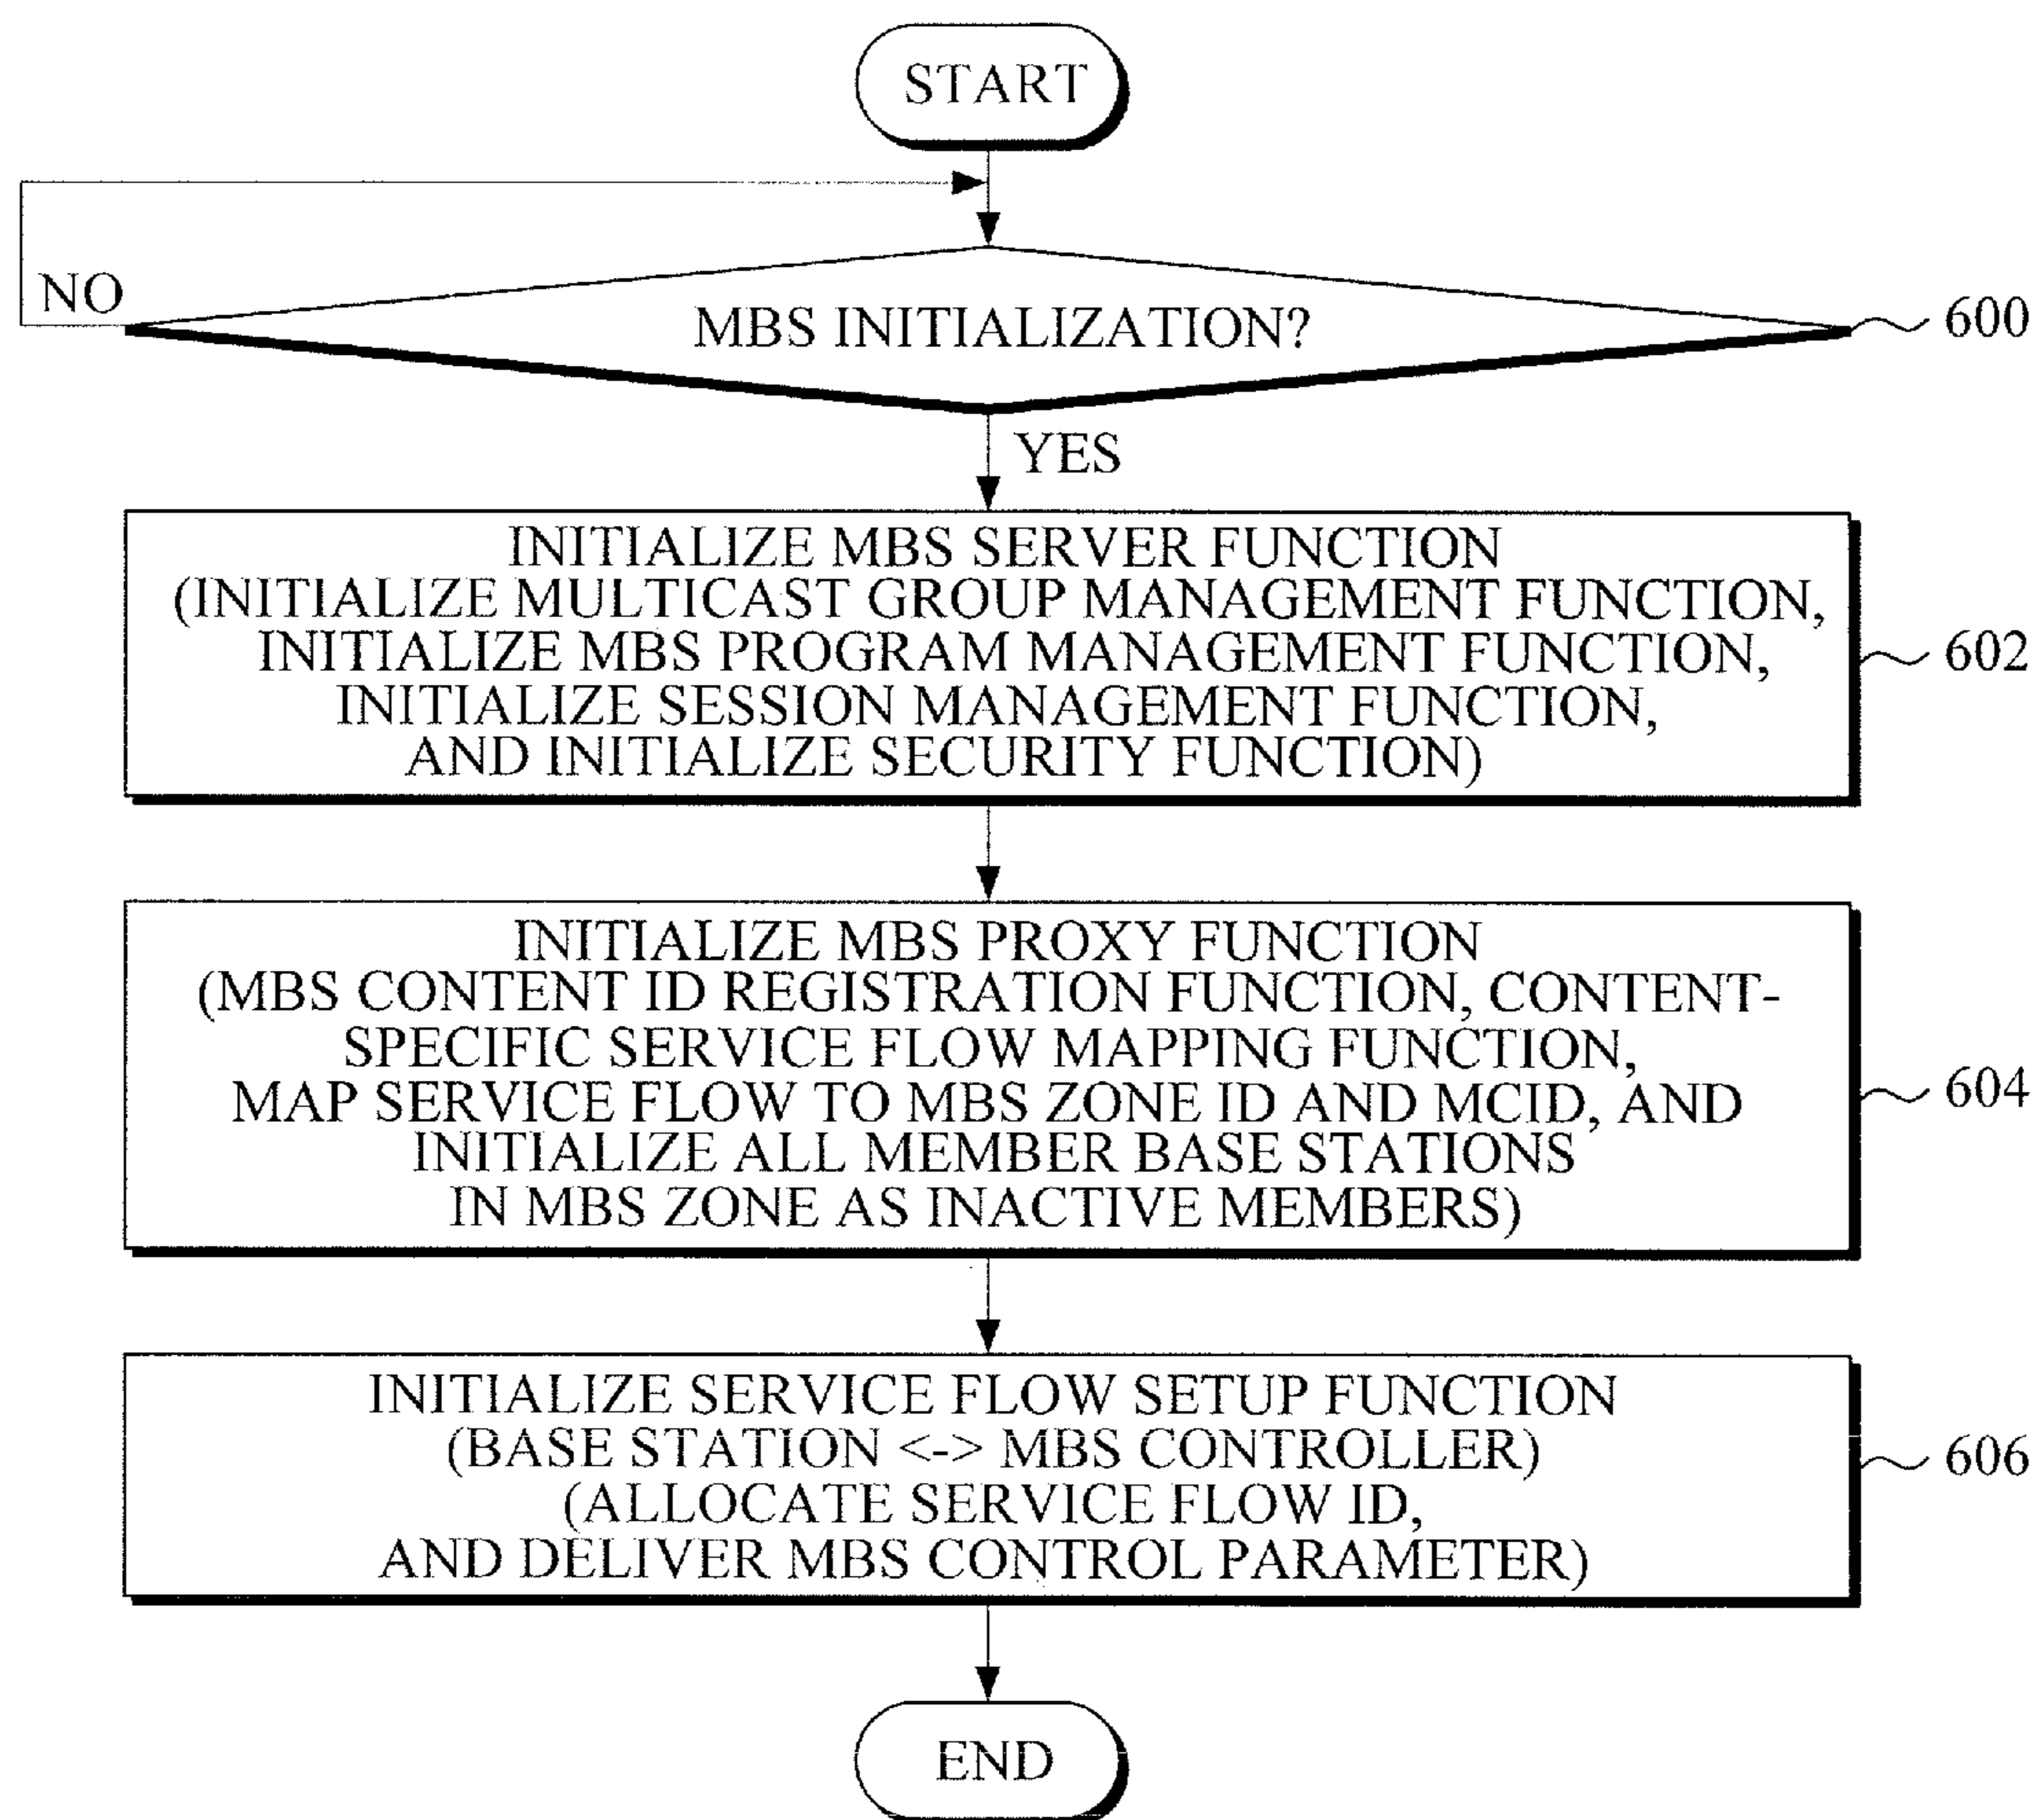 START
NO
MBS INITIALIZATION?
600
YES
INITIALIZE MBS SERVER FUNCTION
(INITIALIZE MULTICAST GROUP MANAGEMENT FUNCTION,
INITIALIZE MBS PROGRAM MANAGEMENT FUNCTION,
INITIALIZE SESSION MANAGEMENT FUNCTION,
AND INITIALIZE SECURITY FUNCTION)
602
INITIALIZE MBS PROXY FUNCTION
(MBS CONTENT ID REGISTRATION FUNCTION, CONTENT-
SPECIFIC SERVICE FLOW MAPPING FUNCTION,
MAP SERVICE FLOW TO MBS ZONE ID AND MCID, AND
INITIALIZE ALL MEMBER BASE STATIONS
IN MBS ZONE AS INACTIVE MEMBERS)
604
INITIALIZE SERVICE FLOW SETUP FUNCTION
(BASE STATION <-> MBS CONTROLLER)
(ALLOCATE SERVICE FLOW ID,
AND DELIVER MBS CONTROL PARAMETER)
606
END